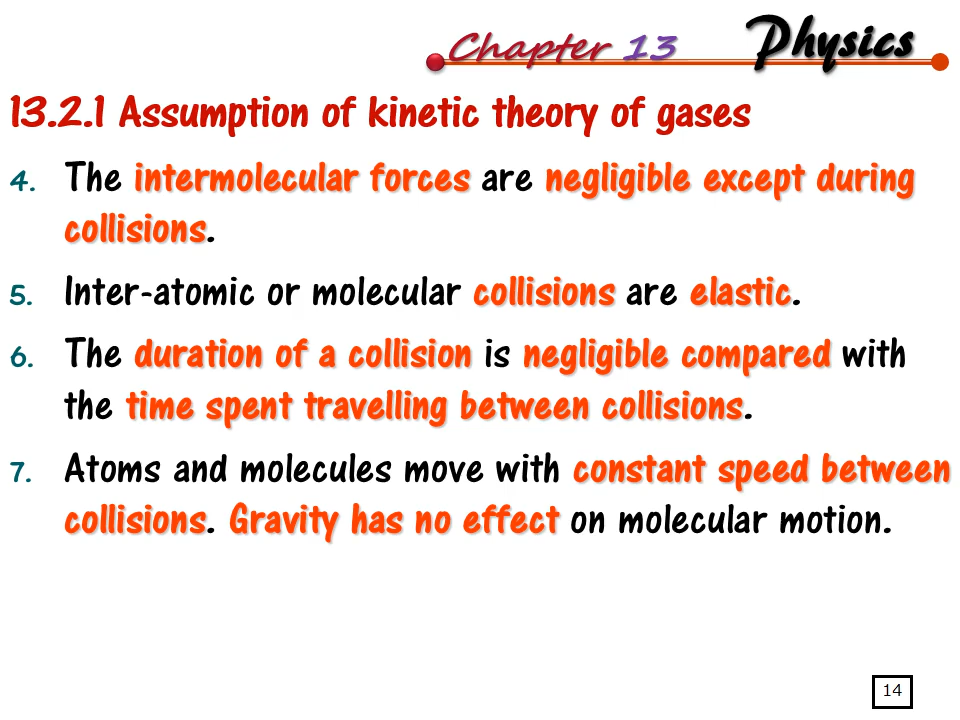 Chapter 13 Physics
13.2.1 Assumption of kinetic theory of gases
4. The intermolecular forces are negligible except during
collisions.
5. Inter-atomic or molecular collisions are elastic.
6. The duration of a collision is negligible compared with
the time spent travelling between collisions.
7. Atoms and molecules move with constant speed between
collisions. Gravity has no effect on molecular motion.
14